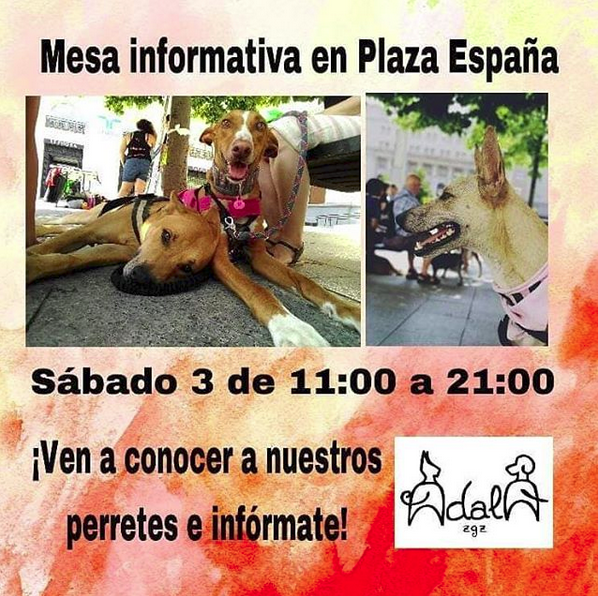 Mesa informativa en Plaza España
Sábado 3 de 11:00 a 21:00
¡Ven a conocer a nuestros
perretes e infórmate!
AdalA
zgz